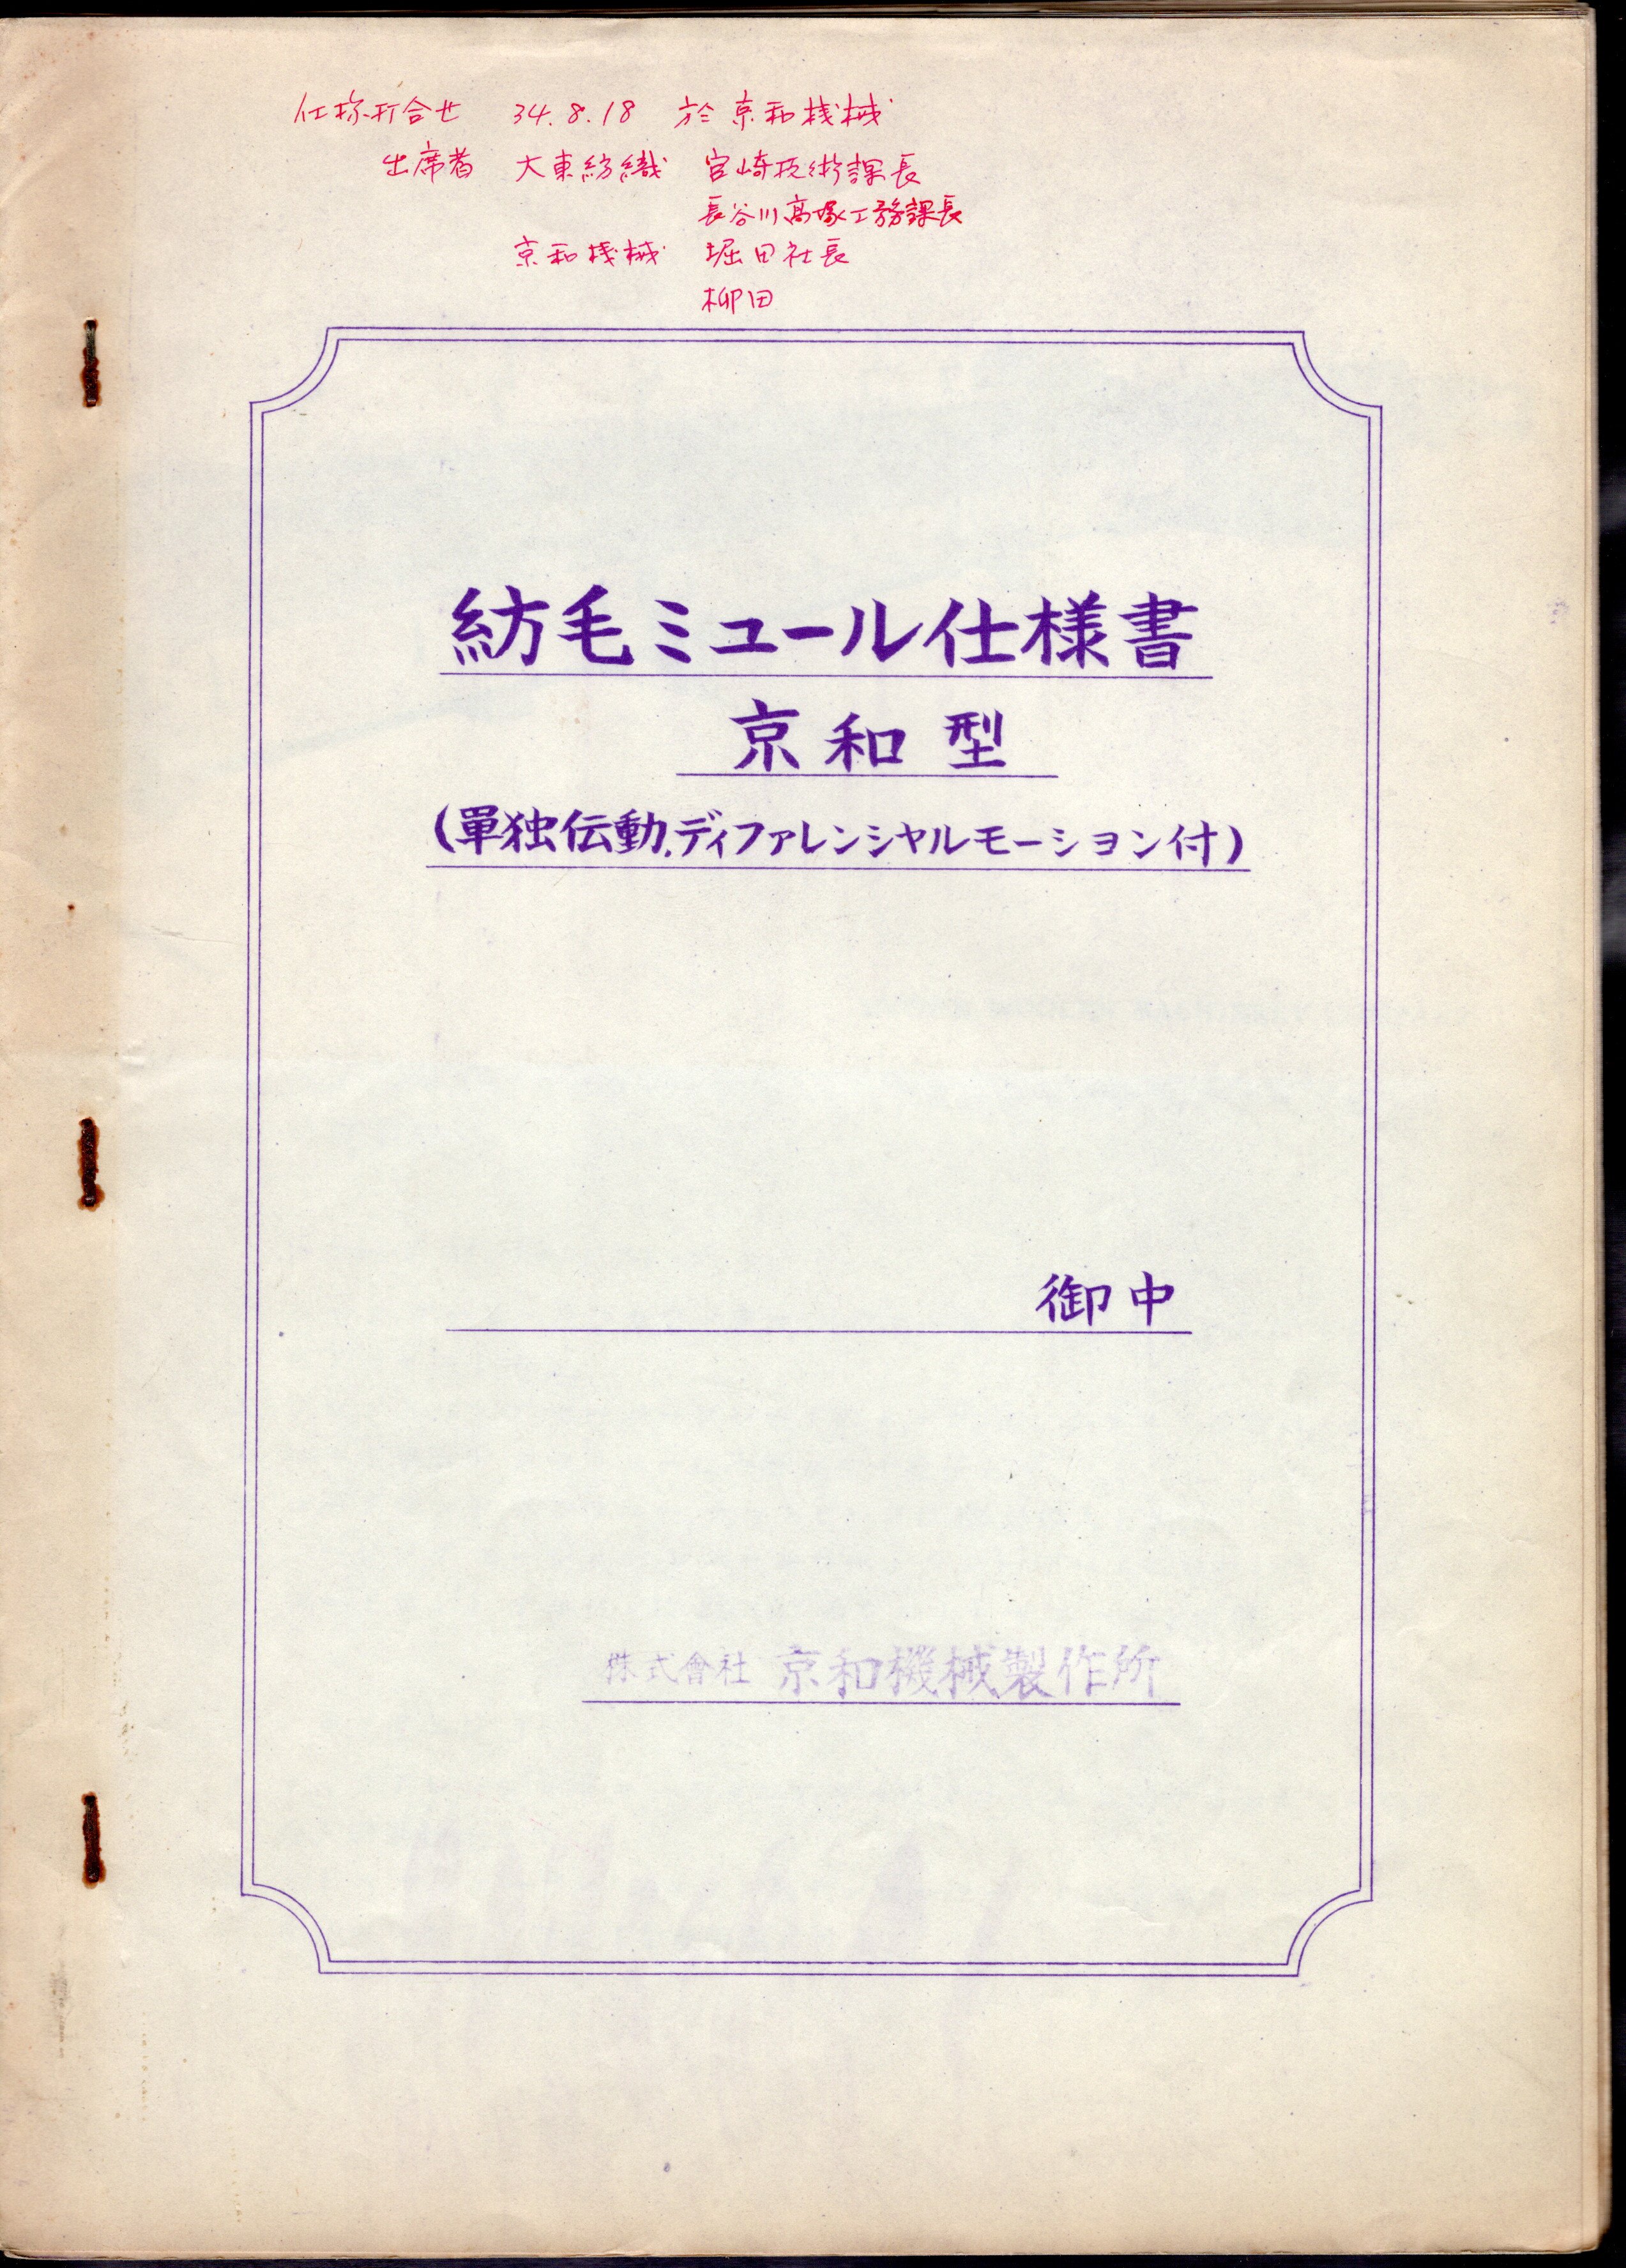 仕様打合せ 34.8.18 於 京和桟械
出席者 大東紡織 宮崎技術課長
長谷川高塚工務課長
京和桟械 堀田社長
柳田
紡毛ミュール仕様書
京和型
(單独伝動.ディファレンシャルモーション付)
御中
株式會社 京和機械製作所